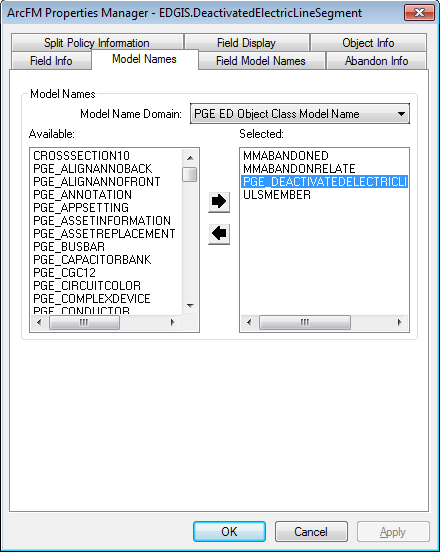 ArcFM Properties Manager - EDGIS.DeactivatedElectricLineSegment
Split Policy Information Field Display Object Info
Field Info Model Names Field Model Names Abandon Info
Model Names
Model Name Domain: PGE ED Object Class Model Name
Available:
CROSSSECTION10
PGE_ALIGNANNOBACK
PGE_ALIGNANNOFRONT
PGE_ANNOTATION
PGE_APPSETTING
PGE_ASSETINFORMATION
PGE_ASSETREPLACEMENT
PGE_BUSBAR
PGE_CAPACITORBANK
PGE_CGC12
PGE_CIRCUITCOLOR
PGE_COMPLEXDEVICE
PGE_CONDUCTOR
Selected:
MMABANDONED
MMABANDONRELATE
PGE_DEACTIVATEDELECTRICLI
ULSMEMBER
OK Cancel Apply